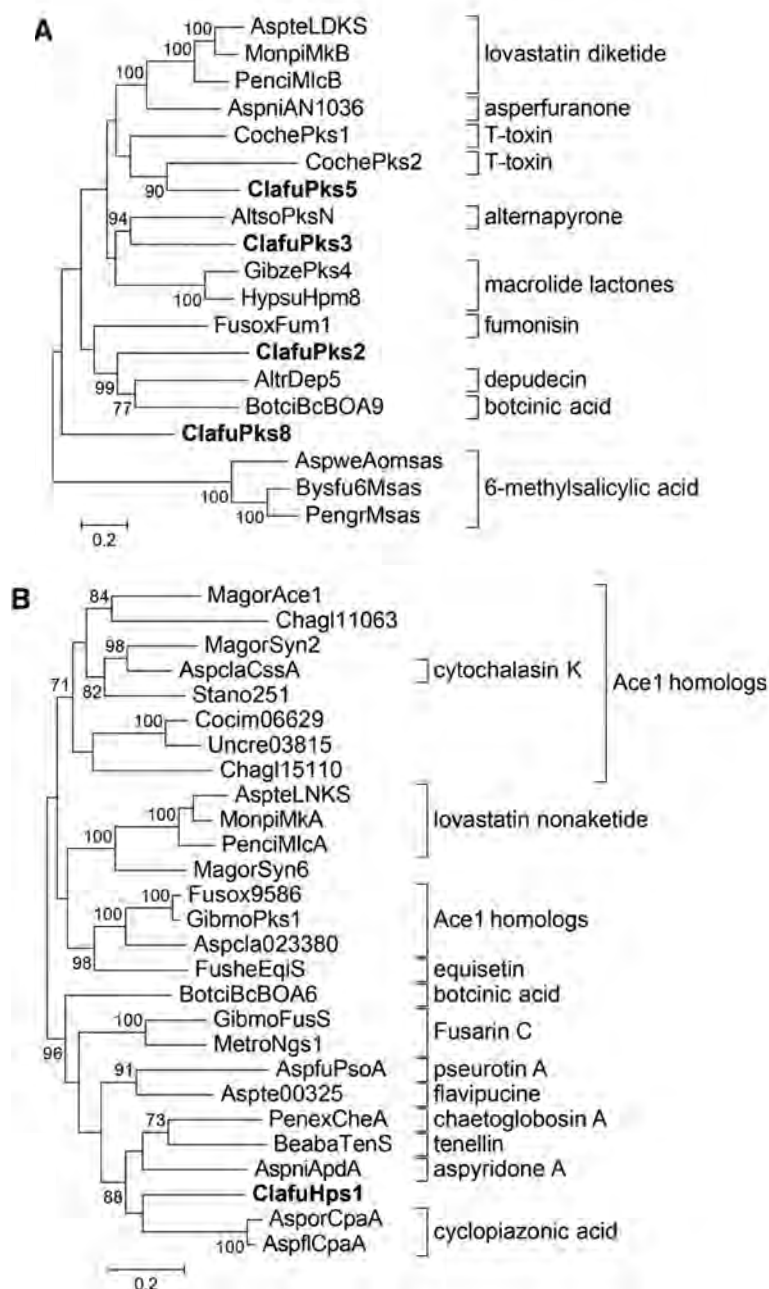 A
AspteLDKS
100
MonpiMkB
100
lovastatin diketide
PenciMlcB
AspniAN1036
asperfuranone
CochePks1
T-toxin
CochePks2
T-toxin
90
ClafuPks5
94
AltsoPksN
alternapyrone
ClafuPks3
GibzePks4
macrolide lactones
100
HypsuHpm8
FusoxFum1
fumonisin
ClafuPks2
99
AltrDep5
depudecin
77
BotciBcBOA9
botcinic acid
ClafuPks8
AspweAomsas
100
Bysfu6Msas
6-methylsalicylic acid
100
PengrMsas
0.2
B
84
MagorAce1
Chagl11063
98
MagorSyn2
71
AspclaCssA
cytochalasin K
Ace1 homologs
82
Stano251
100
Cocim06629
Uncre03815
Chagl15110
AspteLNKS
100
MonpiMkA
lovastatin nonaketide
100
PenciMlcA
MagorSyn6
100
Fusox9586
100
GibmoPks1
Ace1 homologs
Aspcla023380
98
FusheEqiS
equisetin
BotciBcBOA6
botcinic acid
100
GibmoFusS
Fusarin C
96
MetroNgs1
91
AspfuPsoA
pseurotin A
Aspte00325
flavipucine
73
PenexCheA
chaetoglobosin A
BeabaTenS
tenellin
AspniApdA
aspyridone A
88
ClafuHps1
AsporCpaA
cyclopiazonic acid
100
AspflCpaA
0.2